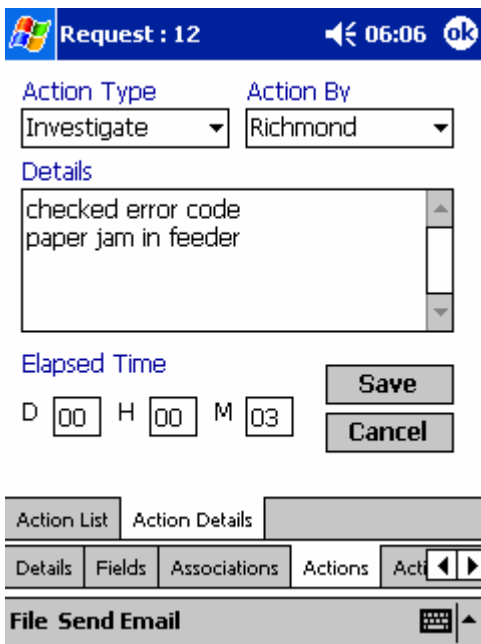 Request : 12 06:06 ok
Action Type Action By
Investigate Richmond
Details
checked error code
paper jam in feeder
Elapsed Time
D 00 H 00 M 03
Save
Cancel
Action List Action Details
Details Fields Associations Actions Acti
File Send Email